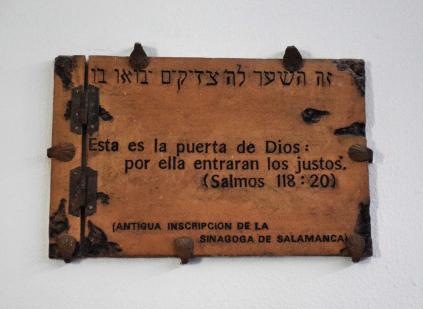 זה השער לה' צדיקים יבואו בו
Esta es la puerta de Dios:
por ella entraran los justos.
(Salmos 118:20)
(ANTIGUA INSCRIPCION DE LA
SINAGOGA DE SALAMANCA)